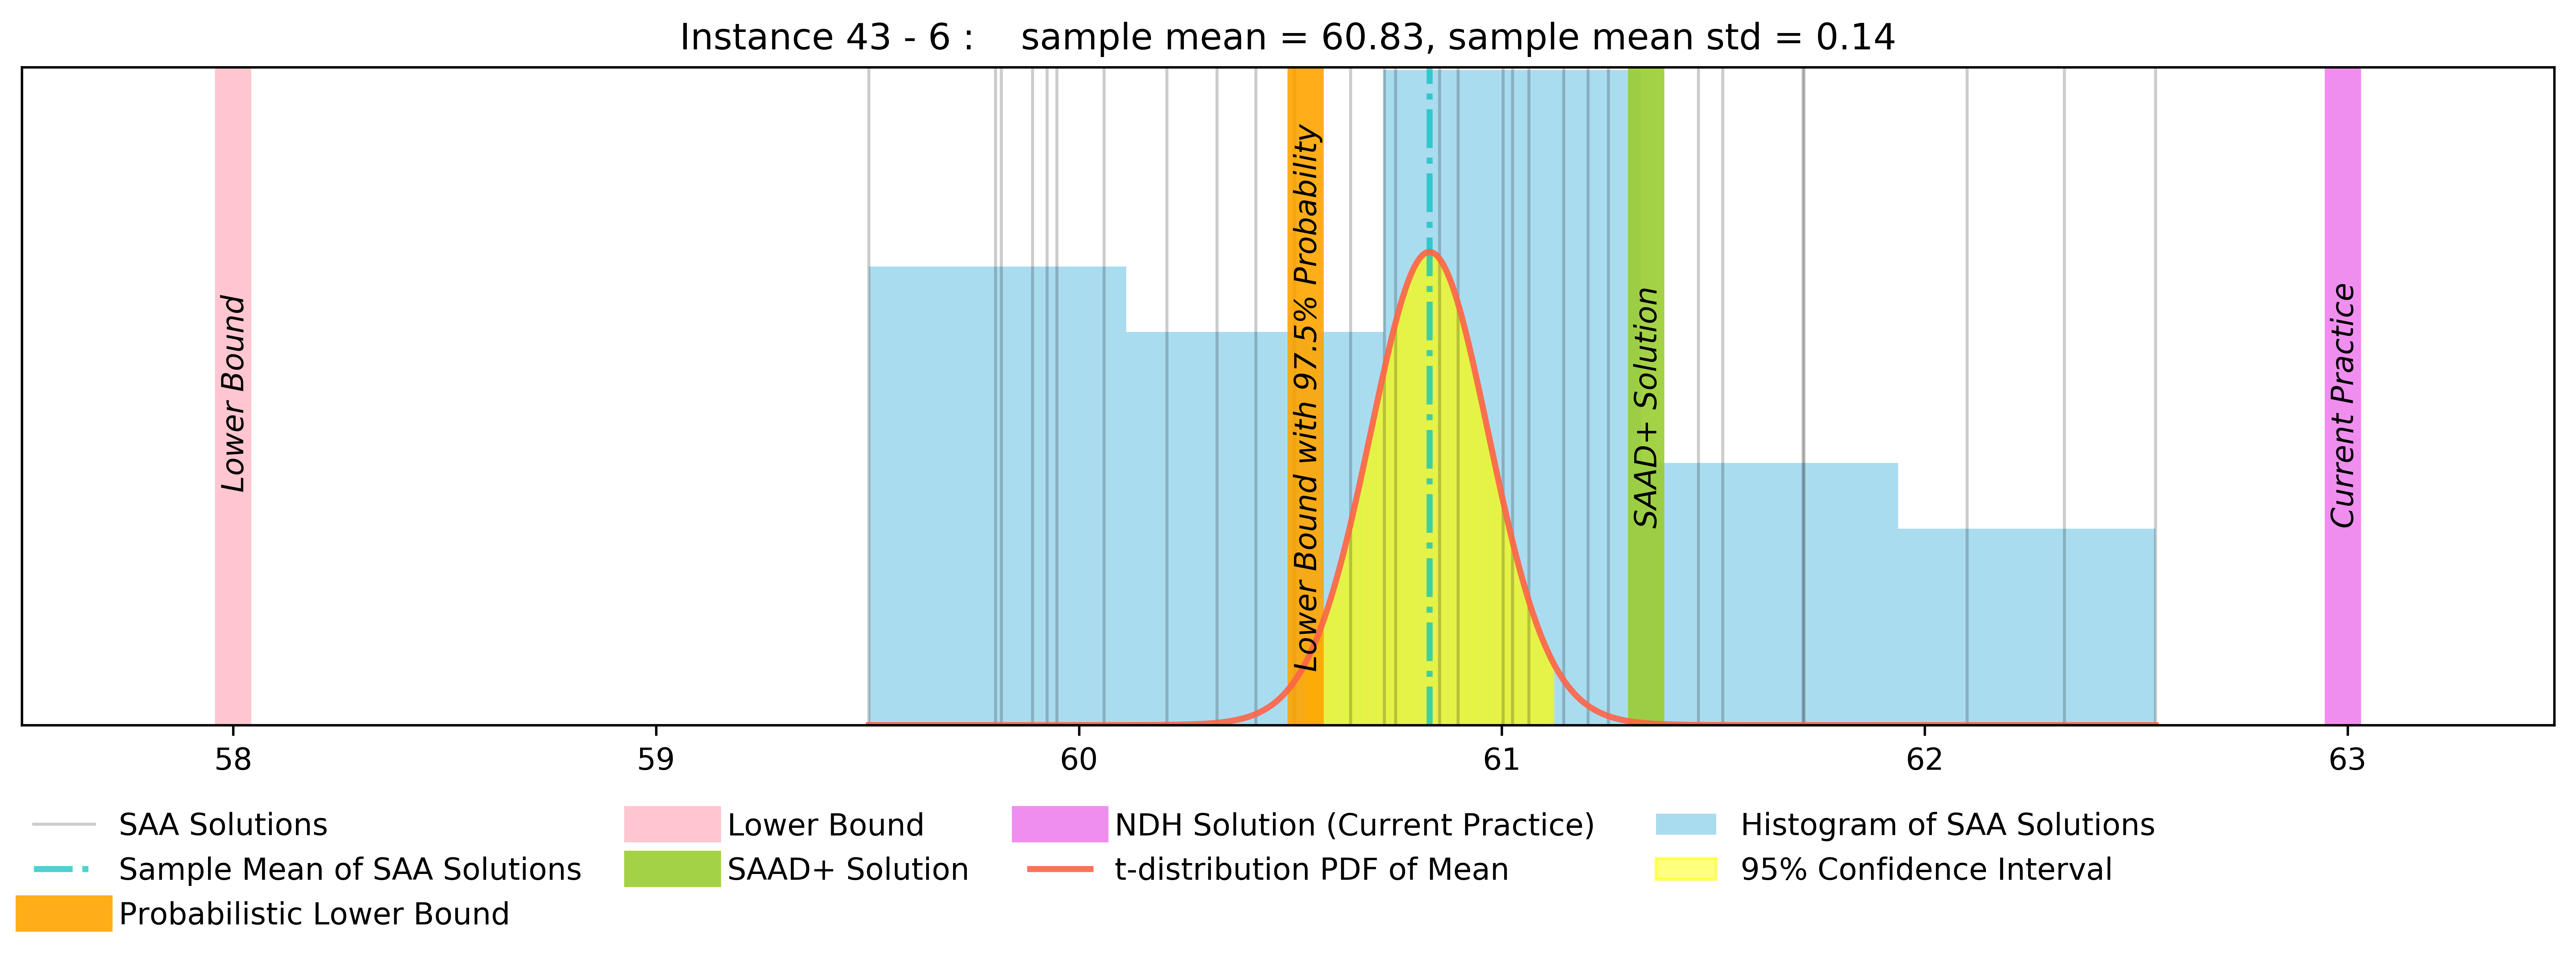 Instance 43 - 6 :    sample mean = 60.83, sample mean std = 0.14
Lower Bound
Lower Bound with 97.5% Probability
SAAD+ Solution
Current Practice
58 59 60 61 62 63
SAA Solutions
Sample Mean of SAA Solutions
Probabilistic Lower Bound
Lower Bound
SAAD+ Solution
NDH Solution (Current Practice)
t-distribution PDF of Mean
Histogram of SAA Solutions
95% Confidence Interval